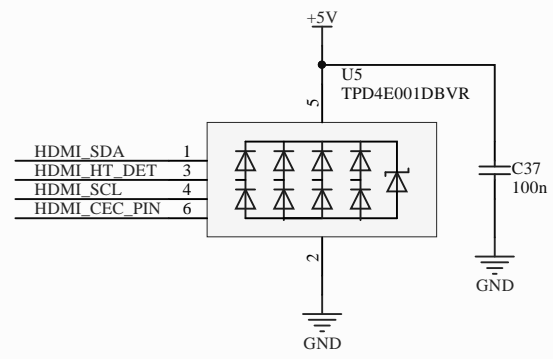 +5V
U5
TPD4E001DBVR
5
HDMI_SDA 1
HDMI_HT_DET 3
HDMI_SCL 4
HDMI_CEC_PIN 6
C37
100n
2
GND
GND